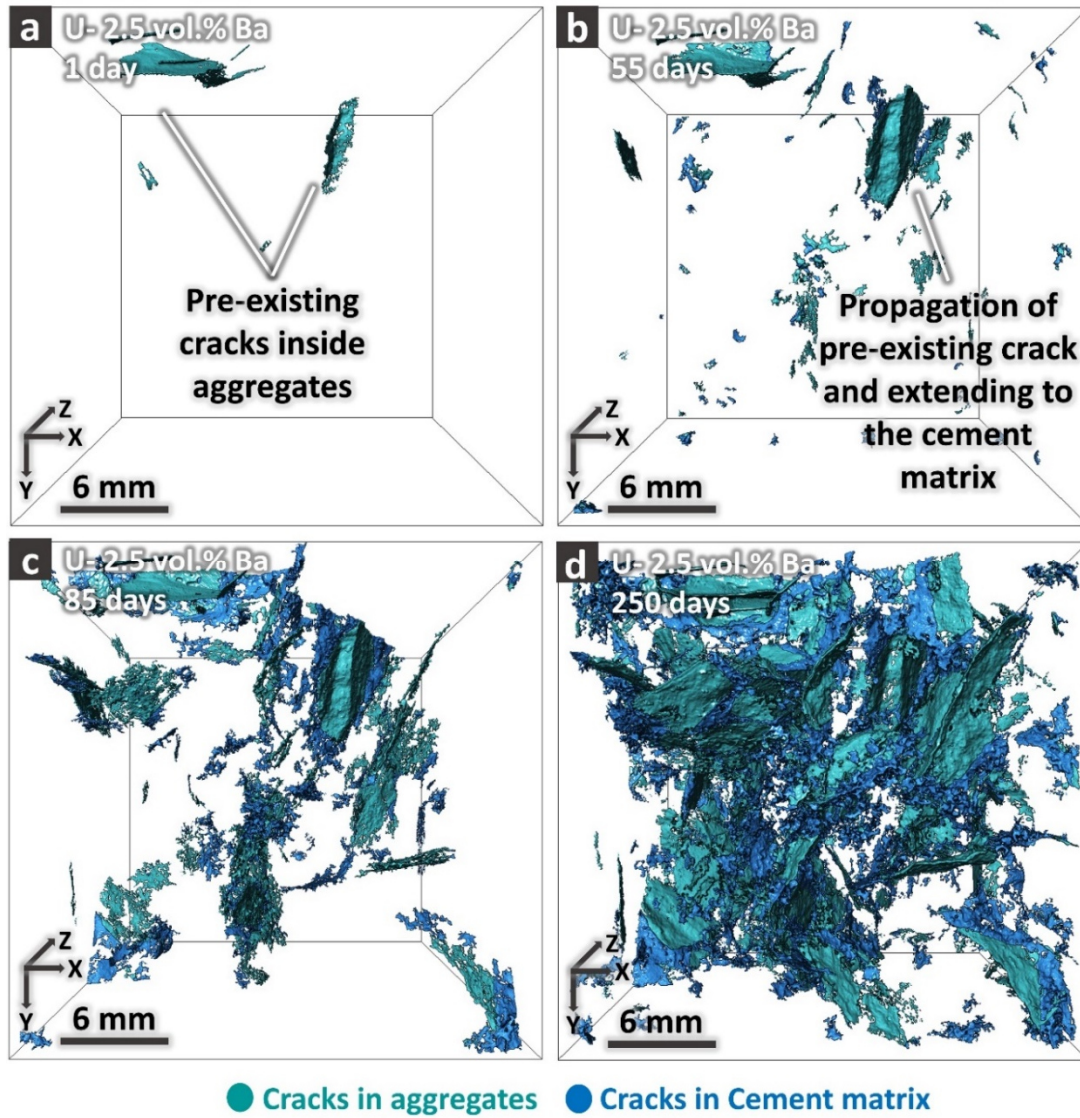 a
U- 2.5 vol.% Ba
1 day
Pre-existing
cracks inside
aggregates
Z
X
Y
6 mm
b
U- 2.5 vol.% Ba
55 days
Propagation of
pre-existing crack
and extending to
the cement
matrix
Z
X
Y
6 mm
c
U- 2.5 vol.% Ba
85 days
Z
X
Y
6 mm
d
U- 2.5 vol.% Ba
250 days
Z
X
Y
6 mm
Cracks in aggregates Cracks in Cement matrix